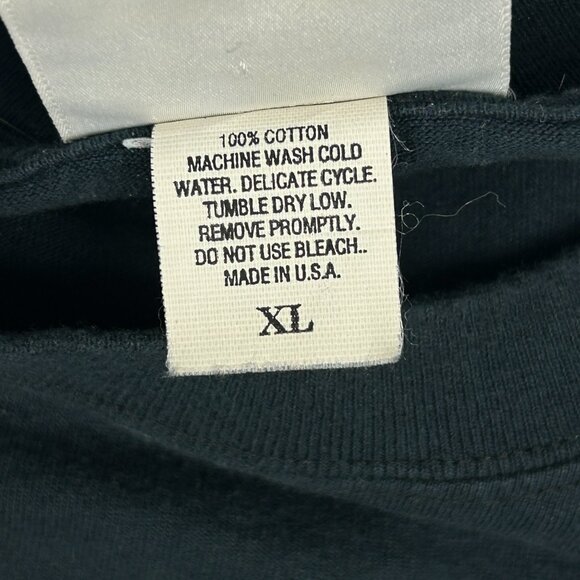 100% COTTON
MACHINE WASH COLD
WATER. DELICATE CYCLE.
TUMBLE DRY LOW.
REMOVE PROMPTLY.
DO NOT USE BLEACH..
MADE IN U.S.A.
XL